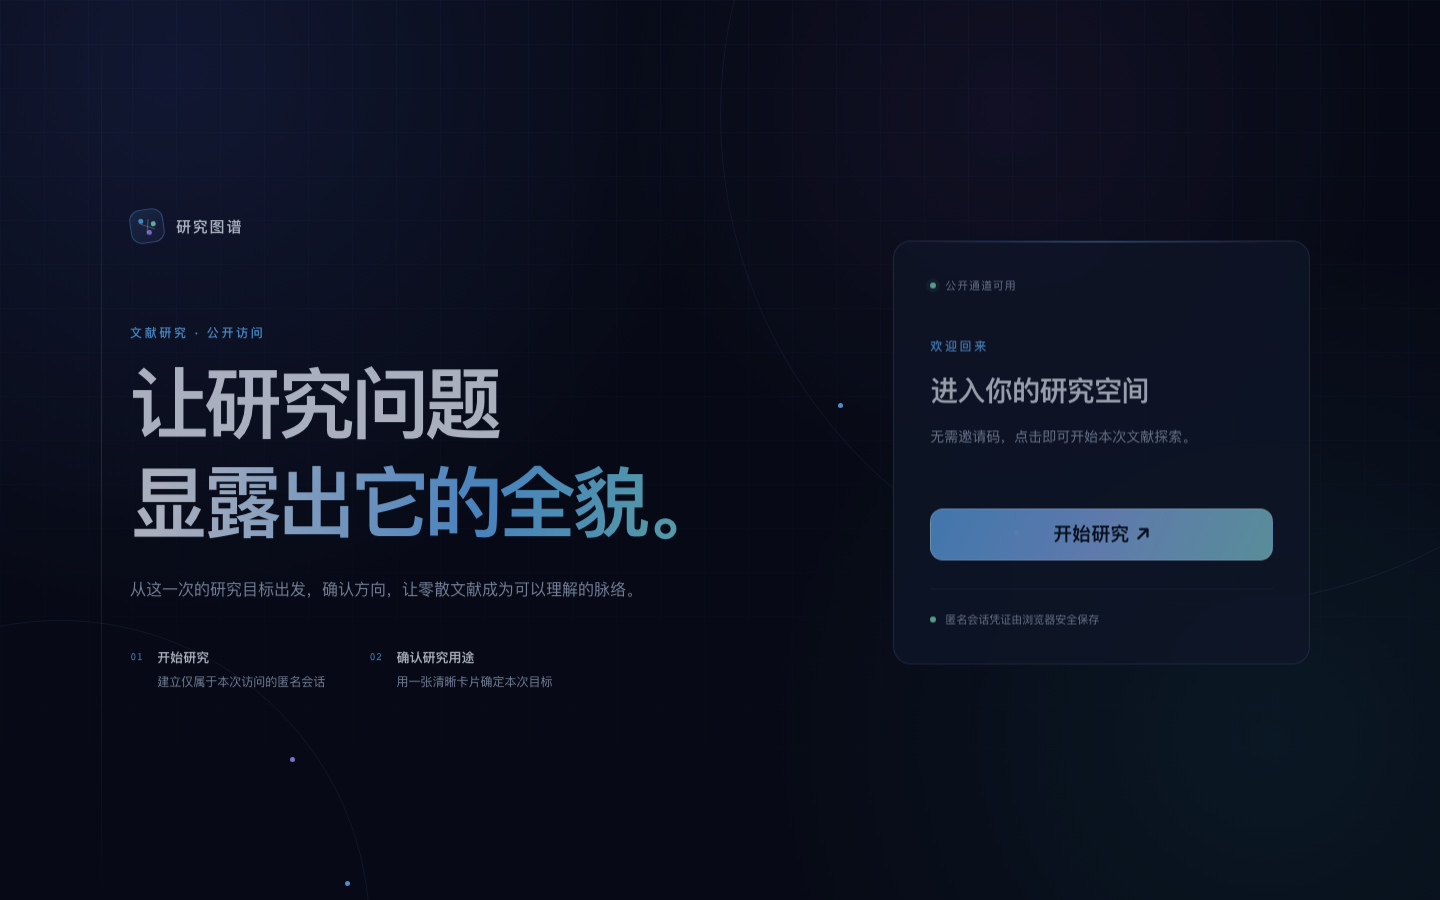 研究图谱
文献研究 · 公开访问
让研究问题
显露出它的全貌。
从这一次的研究目标出发，确认方向，让零散文献成为可以理解的脉络。
01 开始研究
建立仅属于本次访问的匿名会话
02 确认研究用途
用一张清晰卡片确定本次目标
公开通道可用
欢迎回来
进入你的研究空间
无需邀请码，点击即可开始本次文献探索。
开始研究 ↗
匿名会话凭证由浏览器安全保存